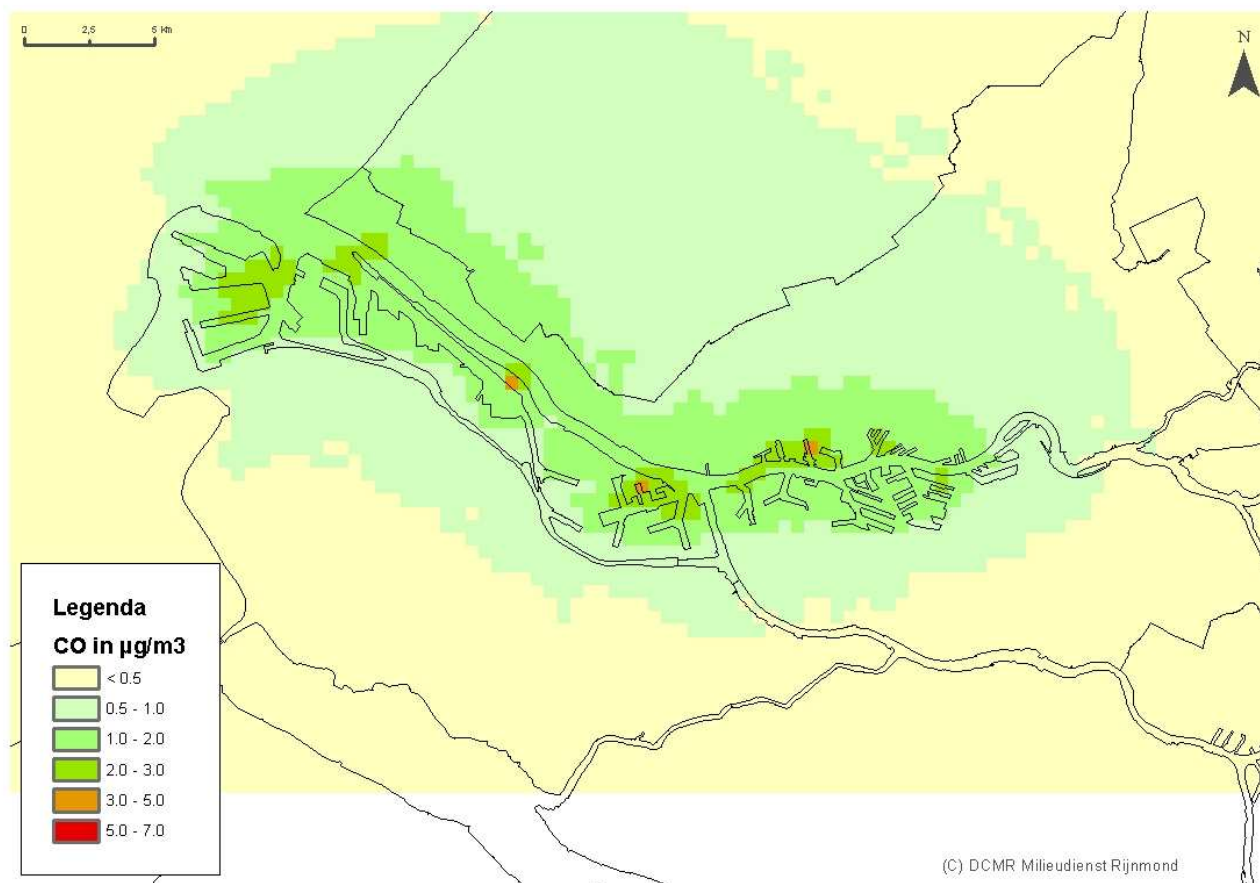 0 2,5 5 Km
N
Legenda
CO in µg/m3
< 0.5
0.5 - 1.0
1.0 - 2.0
2.0 - 3.0
3.0 - 5.0
5.0 - 7.0
(C) DCMR Milieudienst Rijnmond